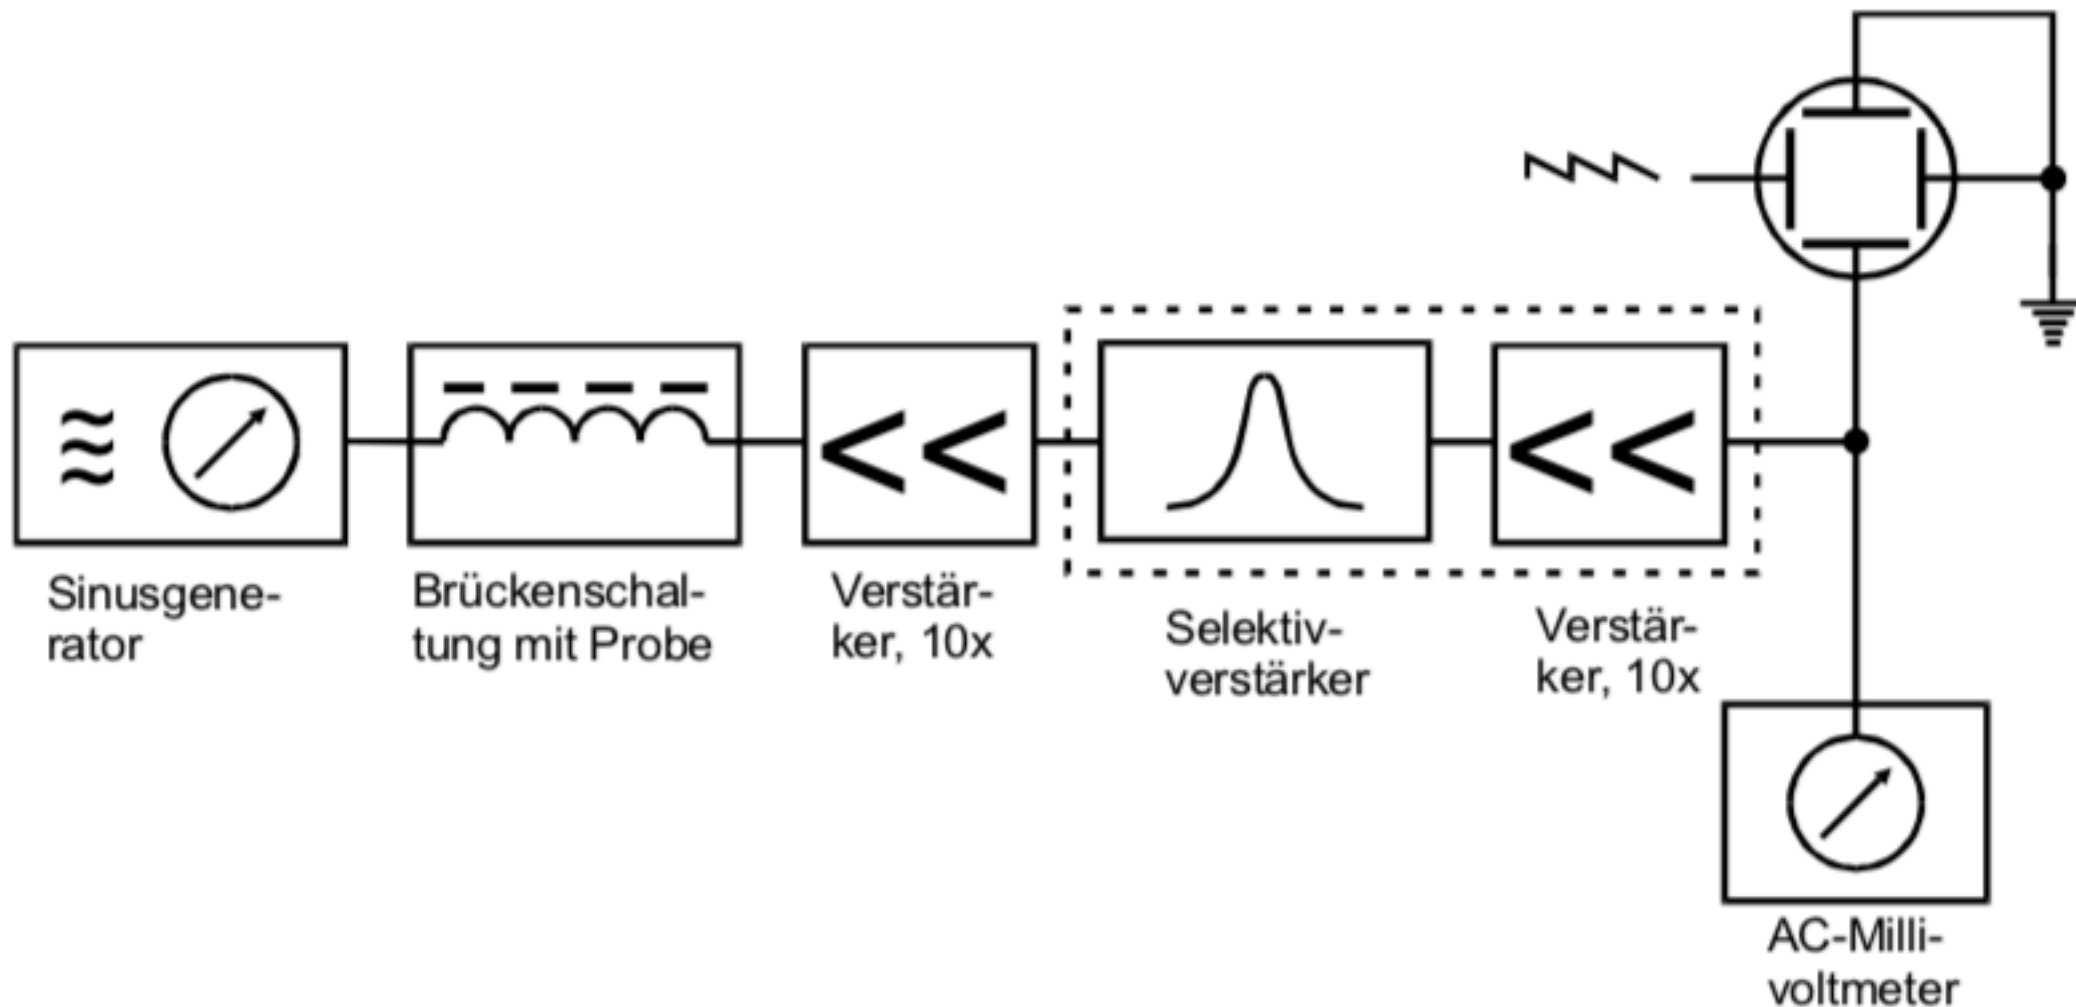 Sinusgene-
rator
Brückenschal-
tung mit Probe
Verstär-
ker, 10x
Selektiv-
verstärker
Verstär-
ker, 10x
AC-Milli-
voltmeter